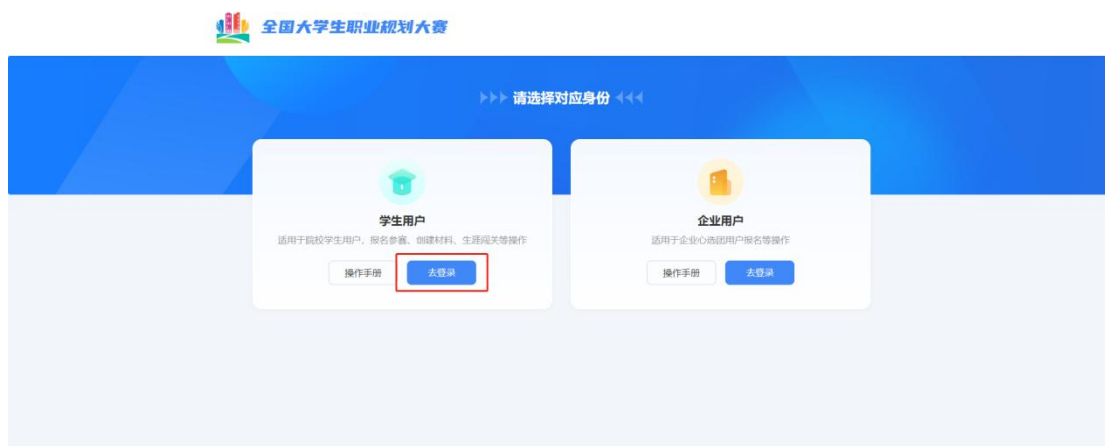 全国大学生职业规划大赛
请选择对应身份
学生用户
适用于院校学生用户，报名参赛、创建材料、生涯闯关等操作
操作手册
去登录
企业用户
适用于企业心选团用户报名等操作
操作手册
去登录